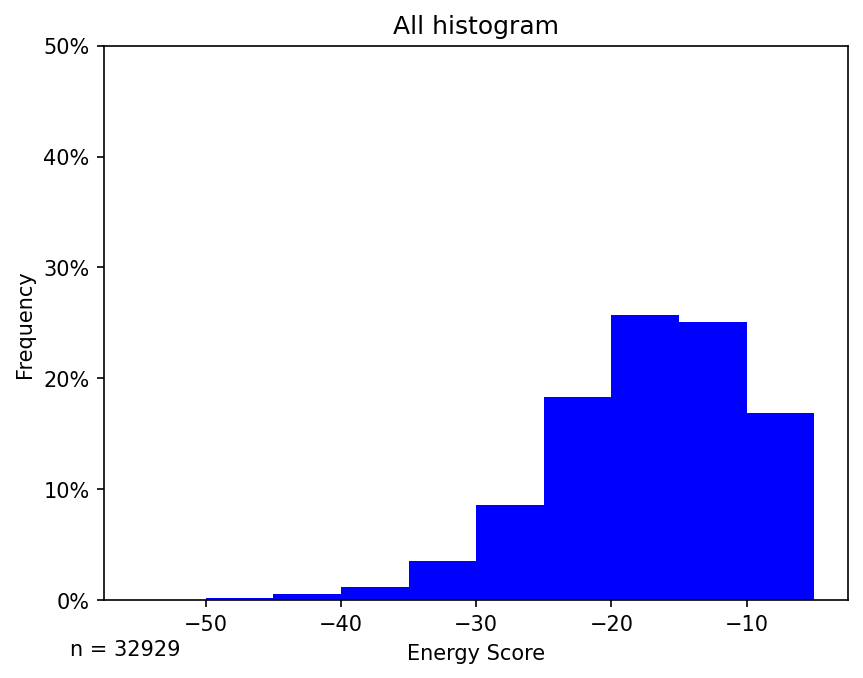 All histogram
50%
40%
30%
20%
10%
0%
Frequency
−50
−40
−30
−20
−10
Energy Score
n = 32929